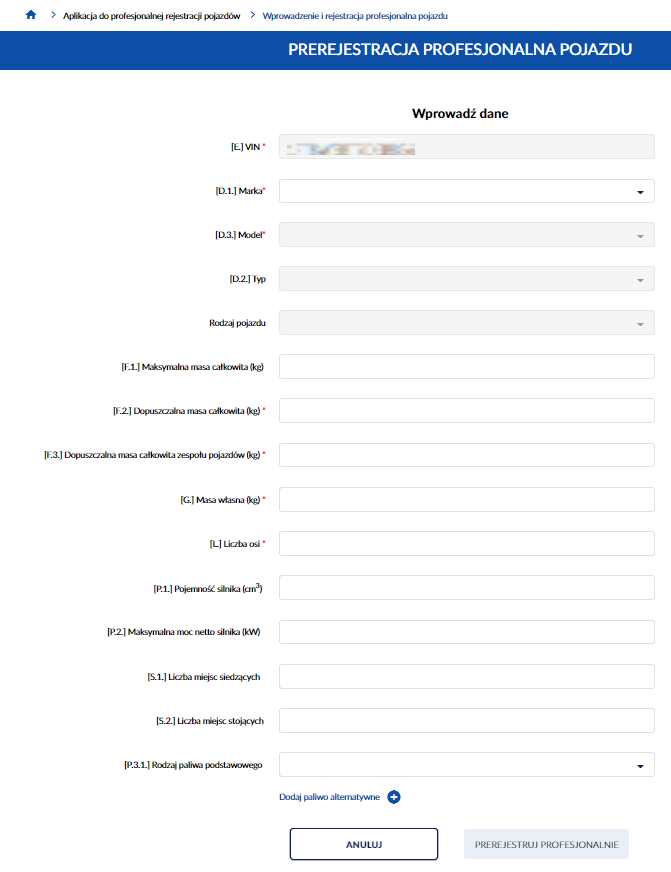 Aplikacja do profesjonalnej rejestracji pojazdów > Wprowadzenie i rejestracja profesjonalna pojazdu
PREREJESTRACJA PROFESJONALNA POJAZDU
Wprowadź dane
[E.] VIN *
[D.1.] Marka*
[D.3.] Model*
[D.2.] Typ
Rodzaj pojazdu
[F.1.] Maksymalna masa całkowita (kg)
[F.2.] Dopuszczalna masa całkowita (kg) *
[F.3.] Dopuszczalna masa całkowita zespołu pojazdów (kg) *
[G.] Masa własna (kg) *
[L.] Liczba osi *
[P.1.] Pojemność silnika (cm³)
[P.2.] Maksymalna moc netto silnika (kW)
[S.1.] Liczba miejsc siedzących
[S.2.] Liczba miejsc stojących
[P.3.1.] Rodzaj paliwa podstawowego
Dodaj paliwo alternatywne
ANULUJ PREREJESTRUJ PROFESJONALNIE